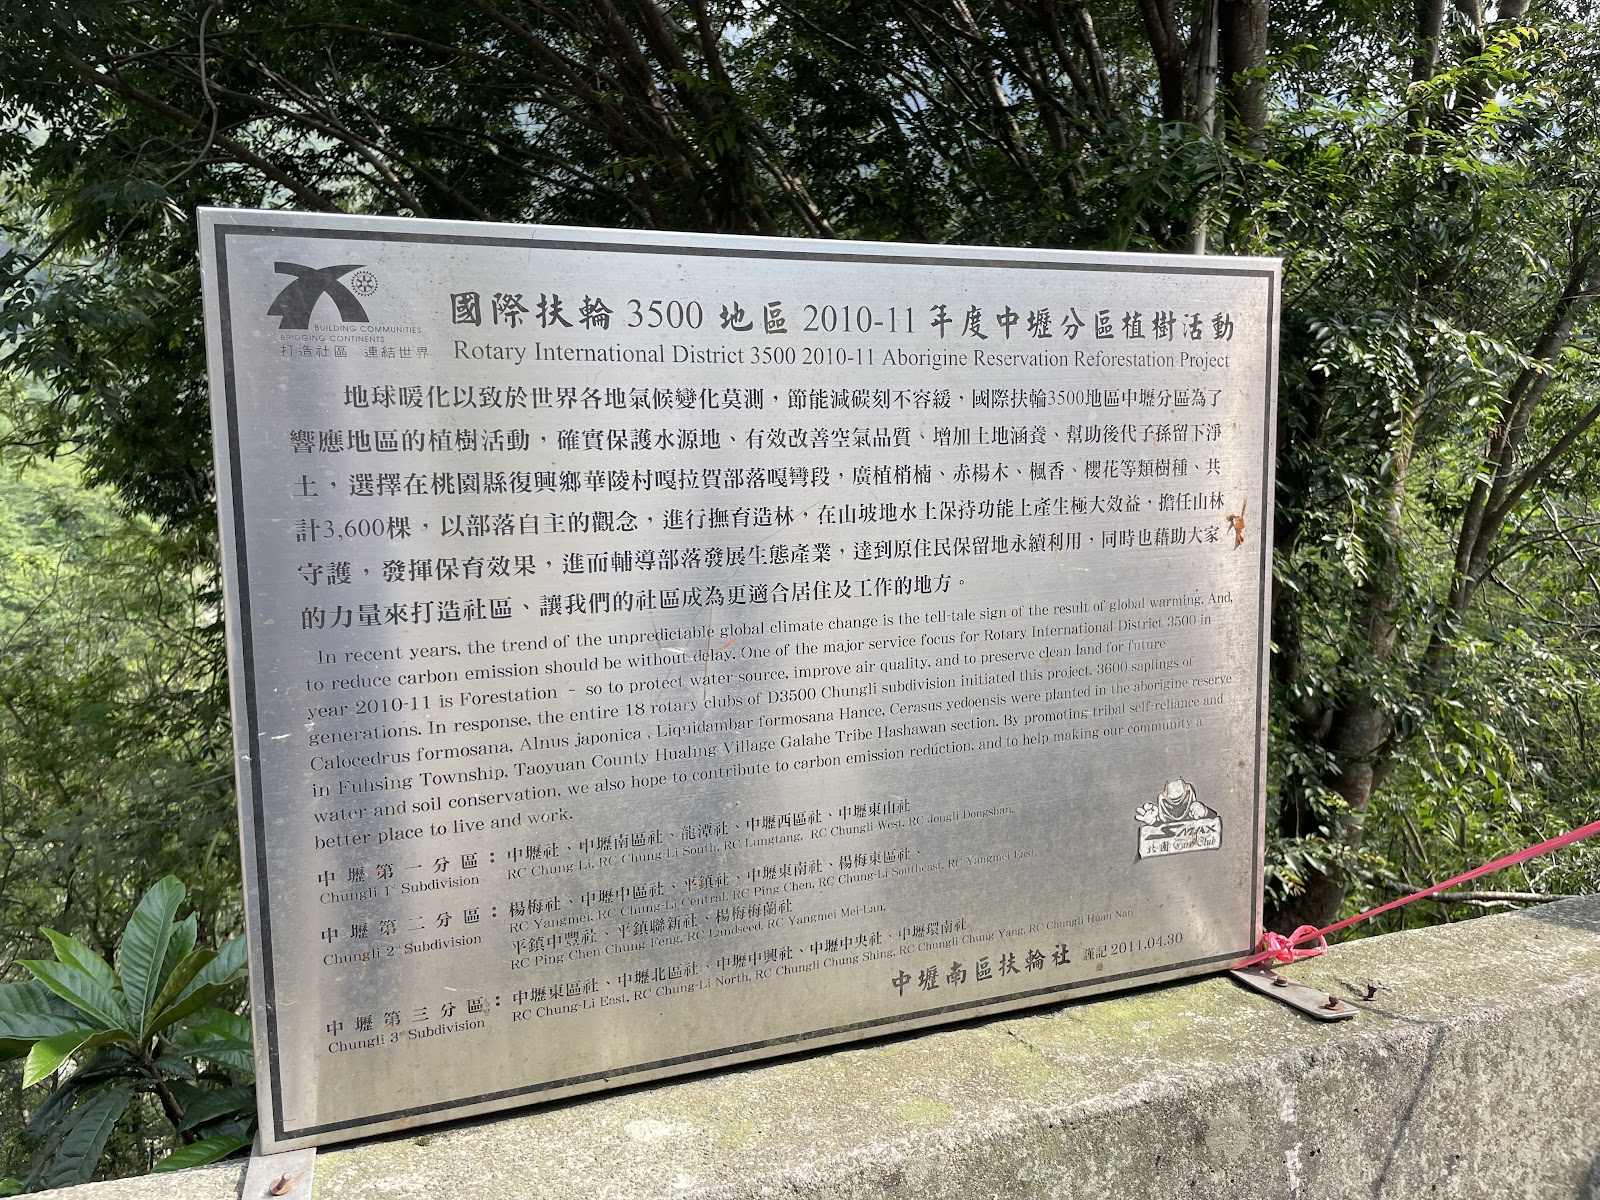 BUILDING COMMUNITIES
BRIDGING CONTINENTS
打造社區 連結世界
國際扶輪 3500 地區 2010-11 年度中壢分區植樹活動
Rotary International District 3500 2010-11 Aborigine Reservation Reforestation Project
地球暖化以致於世界各地氣候變化莫測，節能減碳刻不容緩，國際扶輪3500地區中壢分區為了
響應地區的植樹活動，確實保護水源地、有效改善空氣品質、增加土地涵養、幫助後代子孫留下淨
土，選擇在桃園縣復興鄉華陵村嘎拉賀部落嘎彎段，廣植梢楠、赤楊木、楓香、櫻花等類樹種、共
計3,600棵，以部落自主的觀念，進行撫育造林，在山坡地水土保持功能上產生極大效益，擔任山林
守護，發揮保育效果，進而輔導部落發展生態產業，達到原住民保留地永續利用，同時也藉助大家
的力量來打造社區、讓我們的社區成為更適合居住及工作的地方。
In recent years, the trend of the unpredictable global climate change is the tell-tale sign of the result of global warming. And,
to reduce carbon emission should be without delay. One of the major service focus for Rotary International District 3500 in
year 2010-11 is Forestation – so to protect water source, improve air quality, and to preserve clean land for future
generations. In response, the entire 18 rotary clubs of D3500 Chungli subdivision initiated this project. 3600 saplings of
Calocedrus formosana, Alnus japonica , Liquidambar formosana Hance, Cerasus yedoensis were planted in the aborigine reserve
in Fuhsing Township, Taoyuan County Hualing Village Galahe Tribe Hashawan section. By promoting tribal self-reliance and
water and soil conservation, we also hope to contribute to carbon emission reduction, and to help making our community a
better place to live and work.
中壢第一分區：中壢社、中壢南區社、龍潭社、中壢西區社、中壢東山社
Chungli 1st Subdivision RC Chung-Li, RC Chung-Li South, RC Lungtang, RC Chungli West, RC Jongli Dongshan,
中壢第二分區：楊梅社、中壢中區社、平鎮社、中壢東南社、楊梅東區社、
Chungli 2nd Subdivision RC Yangmei, RC Chung-Li Central, RC Ping Chen, RC Chung-Li Southeast, RC Yangmei East,
平鎮中豐社、平鎮聯新社、楊梅梅蘭社
RC Ping Chen Chung Feng, RC Landseed, RC Yangmei Mei-Lan,
中壢第三分區：中壢東區社、中壢北區社、中壢中興社、中壢中央社、中壢環南社
Chungli 3rd Subdivision RC Chung-Li East, RC Chung-Li North, RC Chungli Chung Shing, RC Chungli Chung Yang, RC Chungli Huan Nan
中壢南區扶輪社 謹記 2011.04.30
SMAX
北團 Fans Club